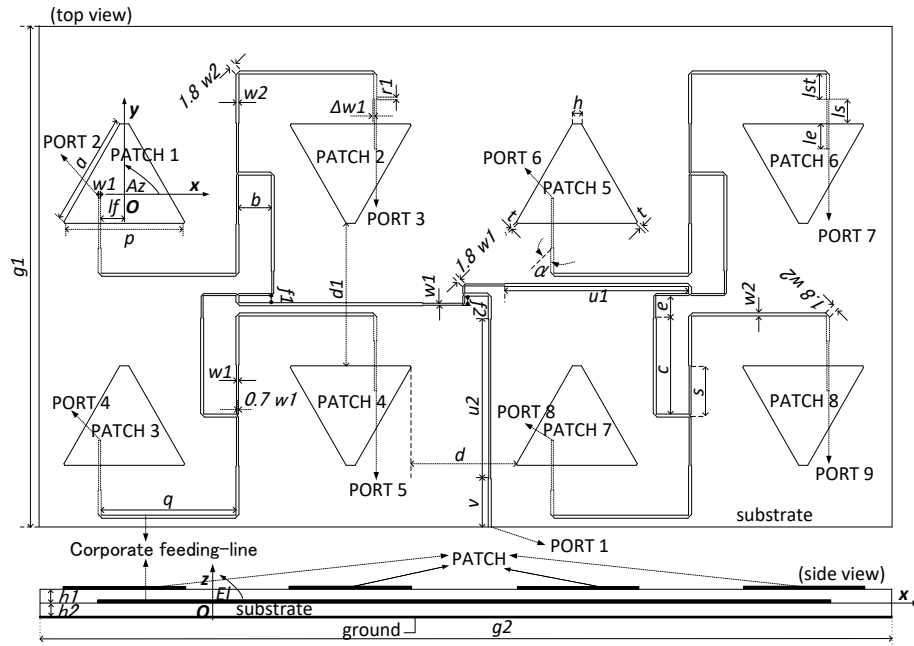 (top view)
1.8 w2
w2
r1
lst
Δw1
h
ls
y
le
PORT 2
PATCH 1
PATCH 2
PORT 6
PATCH 5
PATCH 6
a
w1
Az
x
b
lf
O
PORT 3
t
t
PORT 7
p
α
g1
d1
1.8 w1
f1
w1
u1
e
w2
1.8 w2
f2
w1
c
s
PORT 4
0.7 w1
PATCH 4
u2
PORT 8
PATCH 8
PATCH 3
PATCH 7
d
q
PORT 5
v
PORT 9
substrate
Corporate feeding-line
PATCH
PORT 1
z
(side view)
h1
El
x
h2
O
substrate
ground
g2